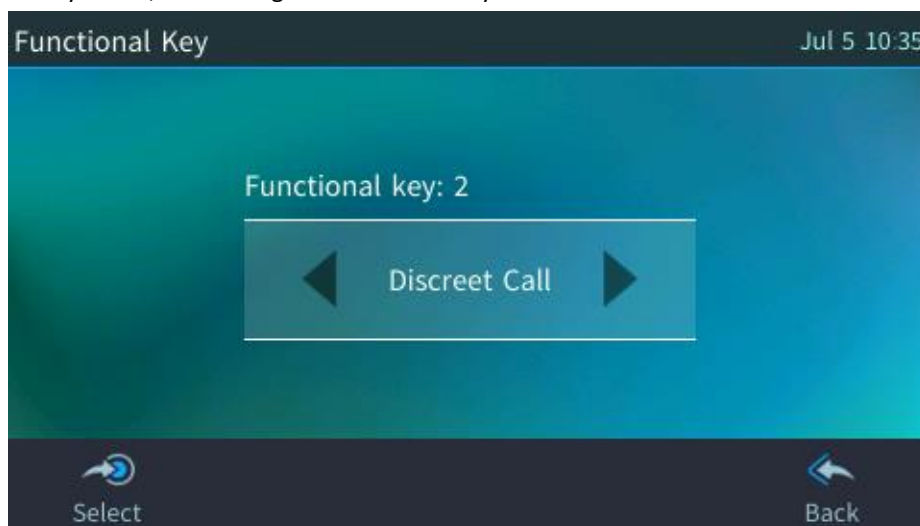 Functional Key
Jul 5 10:35
Functional key: 2
Discreet Call
Select
Back